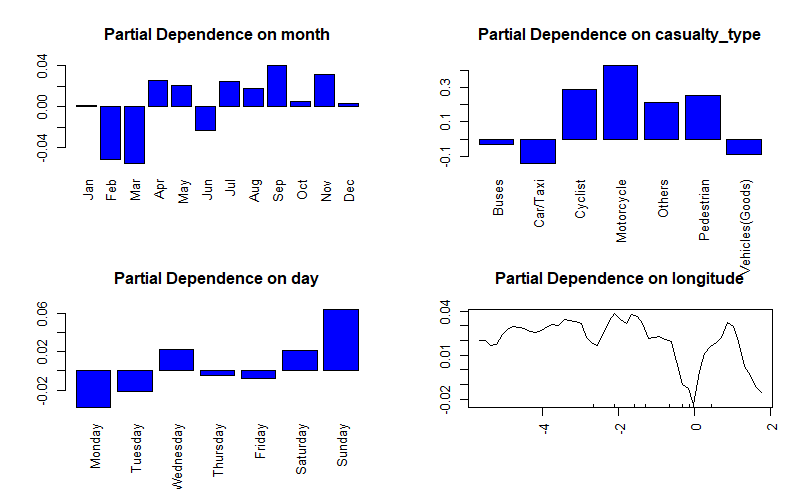 Partial Dependence on month
0.04
0.00
-0.04
Jan
Feb
Mar
Apr
May
Jun
Jul
Aug
Sep
Oct
Nov
Dec
Partial Dependence on casualty_type
0.3
0.1
-0.1
Buses
Car/Taxi
Cyclist
Motorcycle
Others
Pedestrian
Vehicles(Goods)
Partial Dependence on day
0.06
0.02
-0.02
Monday
Tuesday
Wednesday
Thursday
Friday
Saturday
Sunday
Partial Dependence on longitude
0.04
0.01
-0.02
-4
-2
0
2